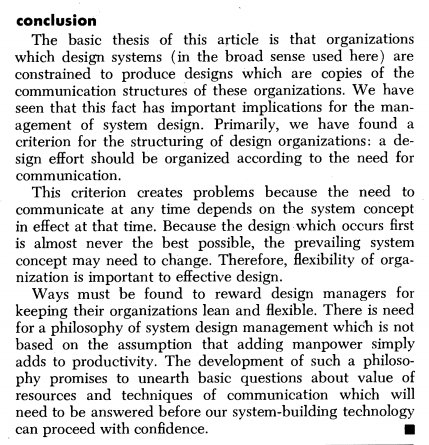 conclusion
The basic thesis of this article is that organizations
which design systems (in the broad sense used here) are
constrained to produce designs which are copies of the
communication structures of these organizations. We have
seen that this fact has important implications for the man-
agement of system design. Primarily, we have found a
criterion for the structuring of design organizations: a de-
sign effort should be organized according to the need for
communication.
This criterion creates problems because the need to
communicate at any time depends on the system concept
in effect at that time. Because the design which occurs first
is almost never the best possible, the prevailing system
concept may need to change. Therefore, flexibility of orga-
nization is important to effective design.
Ways must be found to reward design managers for
keeping their organizations lean and flexible. There is need
for a philosophy of system design management which is not
based on the assumption that adding manpower simply
adds to productivity. The development of such a philoso-
phy promises to unearth basic questions about value of
resources and techniques of communication which will
need to be answered before our system-building technology
can proceed with confidence. ■